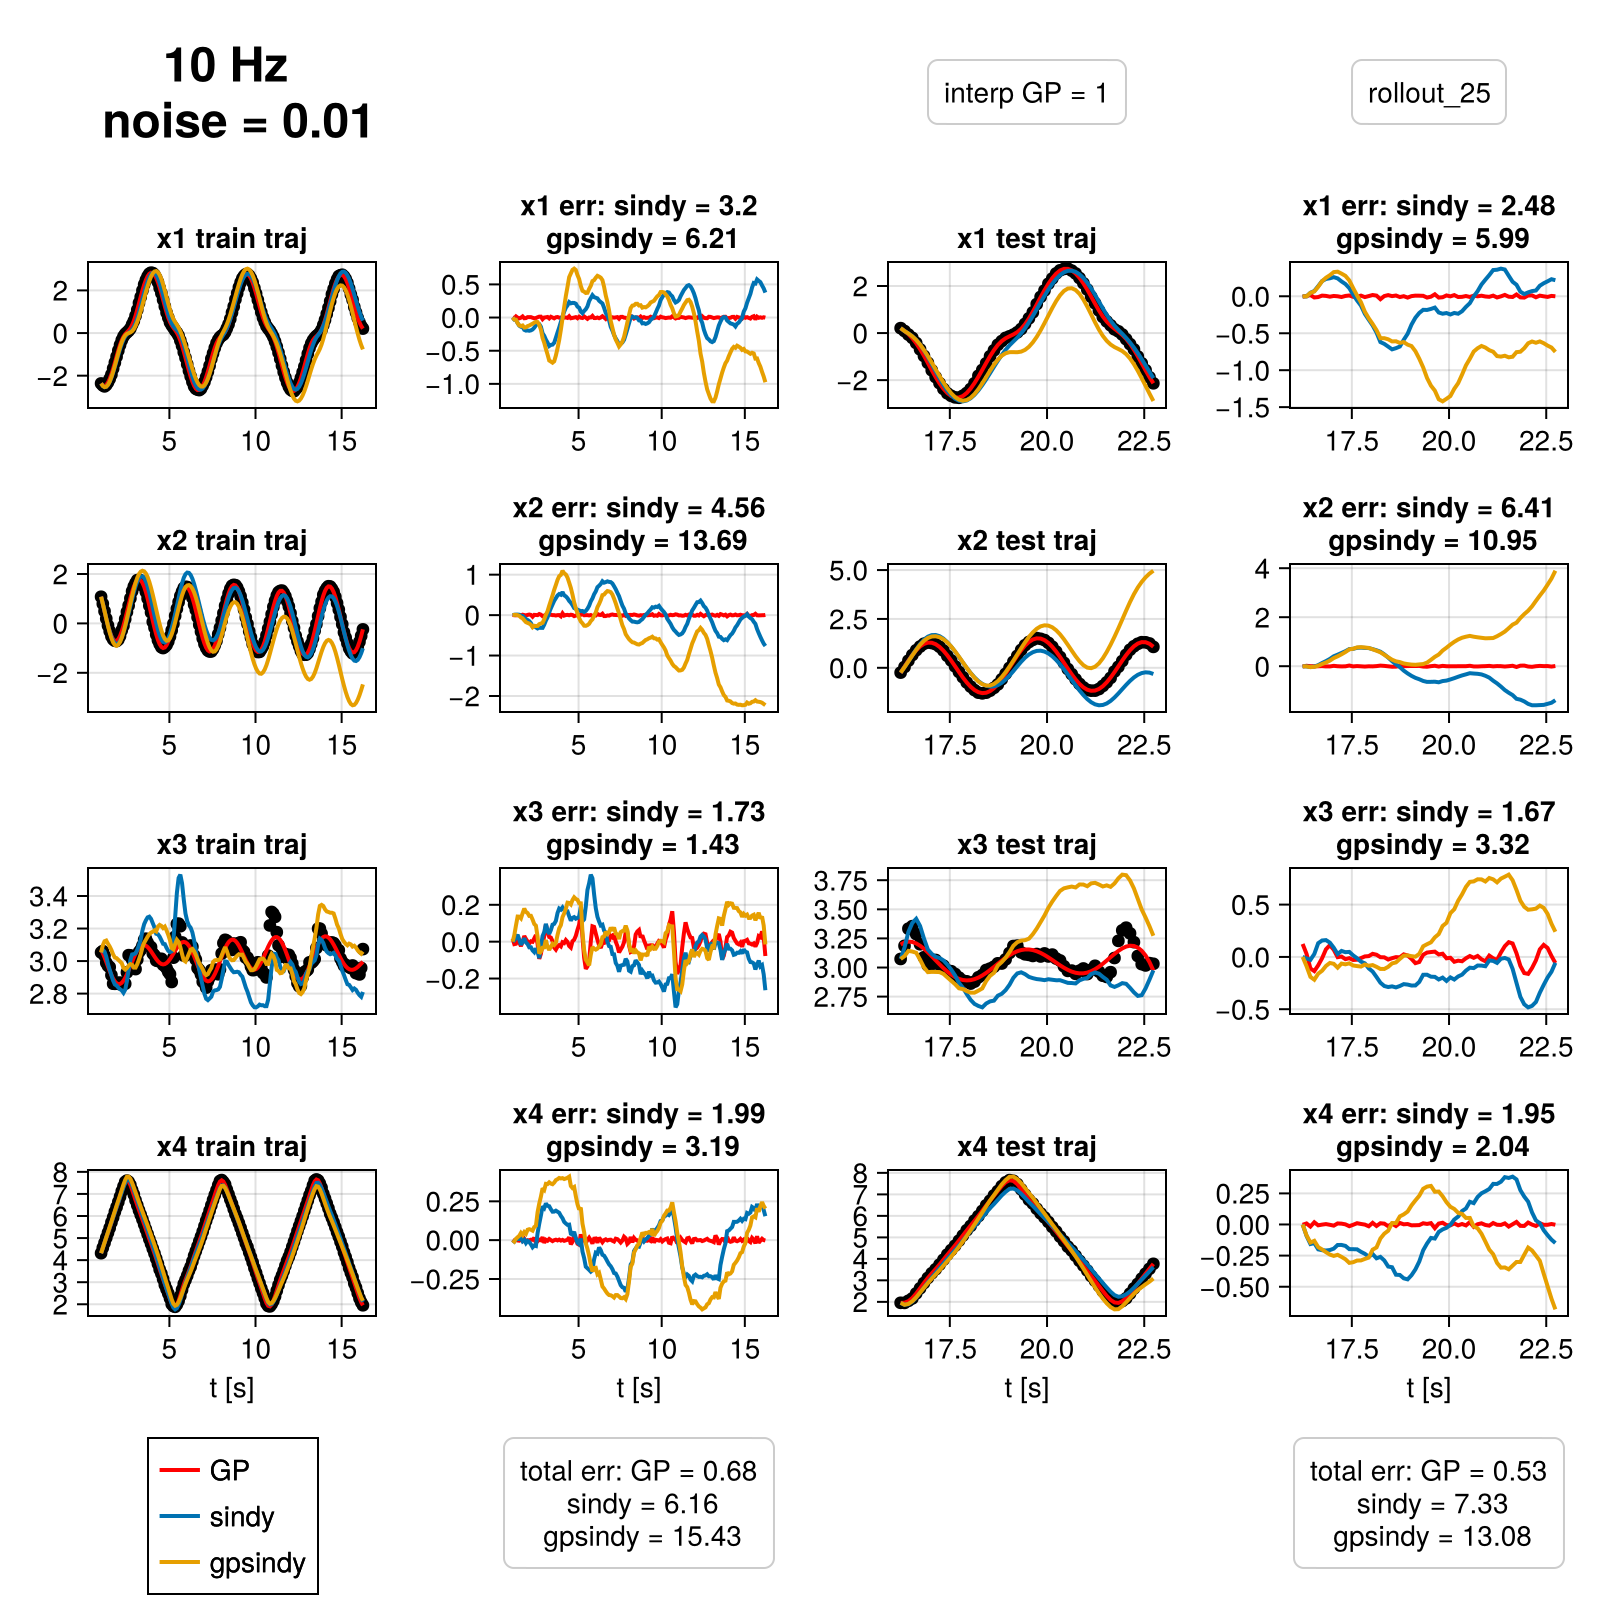 10 Hz
noise = 0.01
interp GP = 1
rollout_25
x1 train traj
2
0
−2
5
10
15
x1 err: sindy = 3.2
gpsindy = 6.21
0.5
0.0
−0.5
−1.0
5
10
15
x1 test traj
2
0
−2
17.5
20.0
22.5
x1 err: sindy = 2.48
gpsindy = 5.99
0.0
−0.5
−1.0
−1.5
17.5
20.0
22.5
x2 train traj
2
0
−2
5
10
15
x2 err: sindy = 4.56
gpsindy = 13.69
1
0
−1
−2
5
10
15
x2 test traj
5.0
2.5
0.0
17.5
20.0
22.5
x2 err: sindy = 6.41
gpsindy = 10.95
4
2
0
17.5
20.0
22.5
x3 train traj
3.4
3.2
3.0
2.8
5
10
15
x3 err: sindy = 1.73
gpsindy = 1.43
0.2
0.0
−0.2
5
10
15
x3 test traj
3.75
3.50
3.25
3.00
2.75
17.5
20.0
22.5
x3 err: sindy = 1.67
gpsindy = 3.32
0.5
0.0
−0.5
17.5
20.0
22.5
x4 train traj
8
7
6
5
4
3
2
5
10
15
t [s]
x4 err: sindy = 1.99
gpsindy = 3.19
0.25
0.00
−0.25
5
10
15
t [s]
x4 test traj
8
7
6
5
4
3
2
17.5
20.0
22.5
t [s]
x4 err: sindy = 1.95
gpsindy = 2.04
0.25
0.00
−0.25
−0.50
17.5
20.0
22.5
t [s]
GP
sindy
gpsindy
total err: GP = 0.68
sindy = 6.16
gpsindy = 15.43
total err: GP = 0.53
sindy = 7.33
gpsindy = 13.08